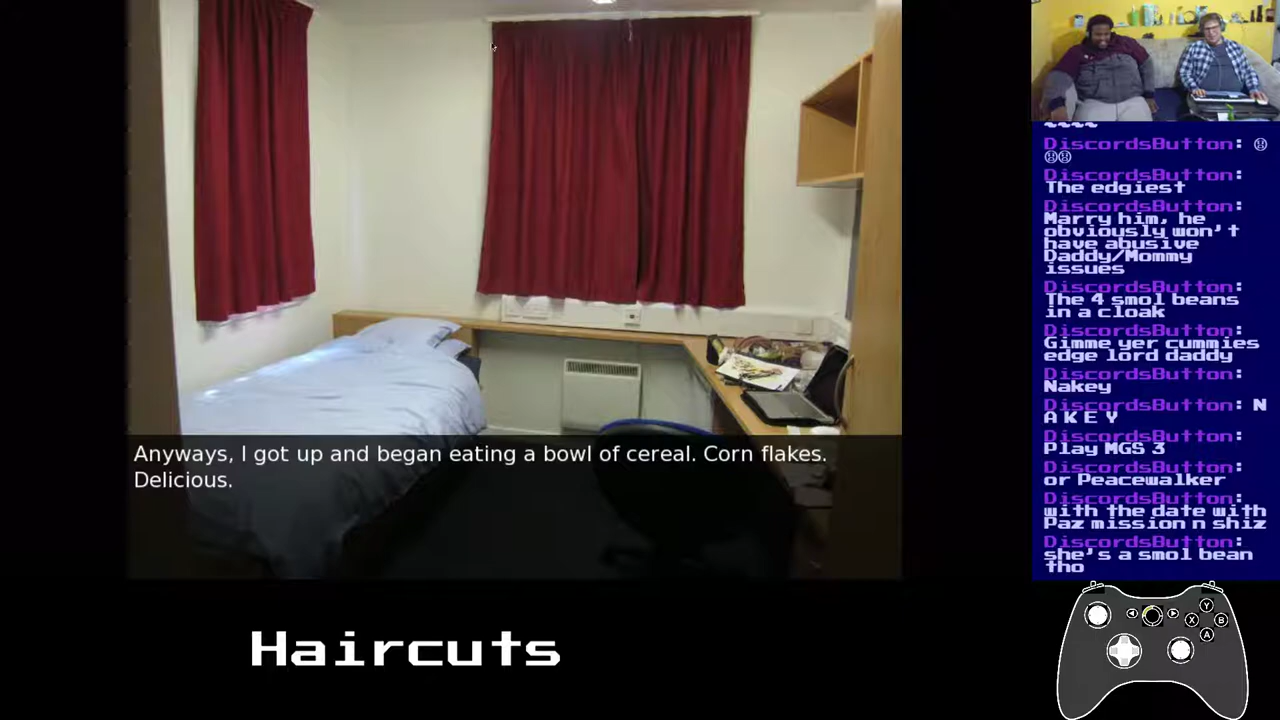 Anyways, I got up and began eating a bowl of cereal. Corn flakes.
Delicious.
Haircuts
~~~~
DiscordsButton: ☹
☹☹
DiscordsButton:
The edgiest
DiscordsButton:
Marry him, he
obviously won't
have abusive
Daddy/Mommy
issues
DiscordsButton:
The 4 smol beans
in a cloak
DiscordsButton:
Gimme yer cummies
edge lord daddy
DiscordsButton:
Nakey
DiscordsButton: N
A K E Y
DiscordsButton:
Play MGS 3
DiscordsButton:
or Peacewalker
DiscordsButton:
with the date with
Paz mission n shiz
DiscordsButton:
she's a smol bean
tho
Y
X B
A